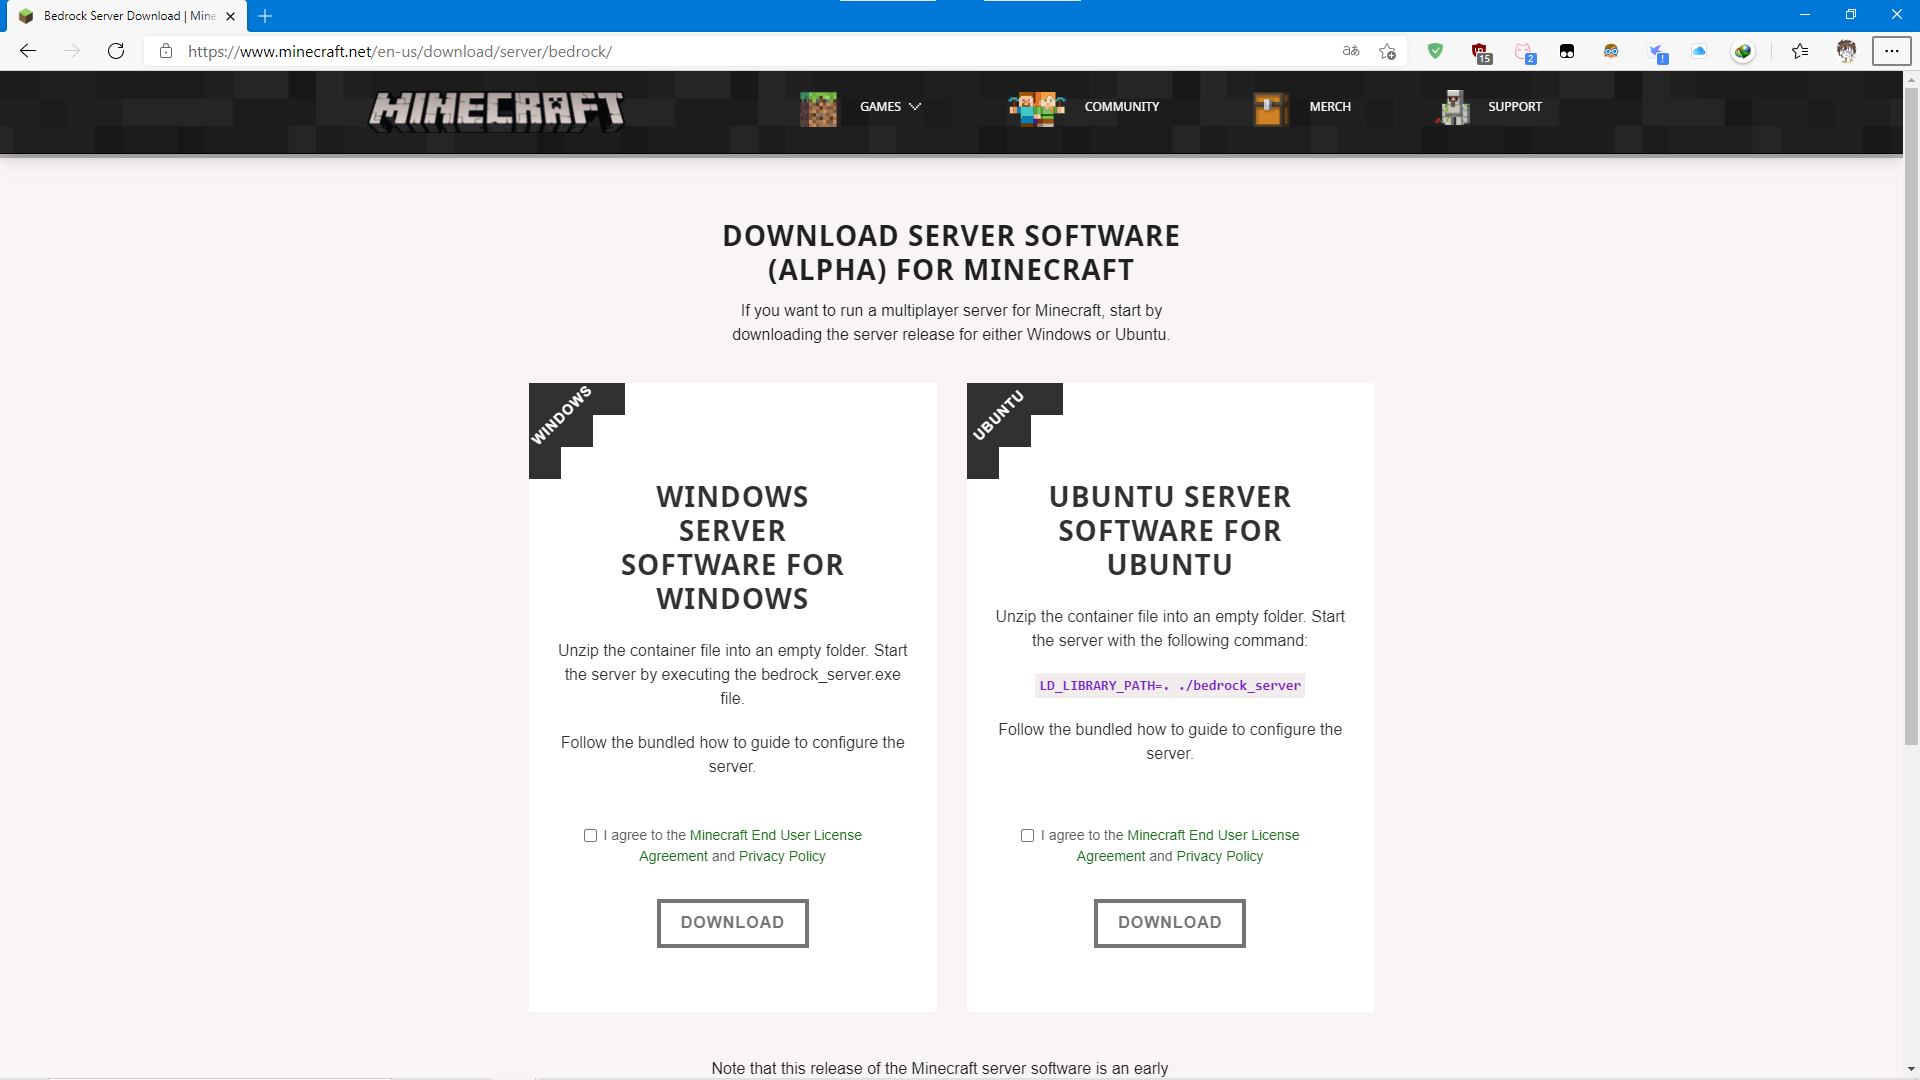 Bedrock Server Download | Mine
https://www.minecraft.net/en-us/download/server/bedrock/
aあ
15
2
!
MINECRAFT
GAMES
COMMUNITY
MERCH
SUPPORT
DOWNLOAD SERVER SOFTWARE
(ALPHA) FOR MINECRAFT
If you want to run a multiplayer server for Minecraft, start by
downloading the server release for either Windows or Ubuntu.
WINDOWS
WINDOWS
SERVER
SOFTWARE FOR
WINDOWS
Unzip the container file into an empty folder. Start
the server by executing the bedrock_server.exe
file.
Follow the bundled how to guide to configure the
server.
I agree to the Minecraft End User License
Agreement and Privacy Policy
DOWNLOAD
UBUNTU
UBUNTU SERVER
SOFTWARE FOR
UBUNTU
Unzip the container file into an empty folder. Start
the server with the following command:
LD_LIBRARY_PATH=. ./bedrock_server
Follow the bundled how to guide to configure the
server.
I agree to the Minecraft End User License
Agreement and Privacy Policy
DOWNLOAD
Note that this release of the Minecraft server software is an early